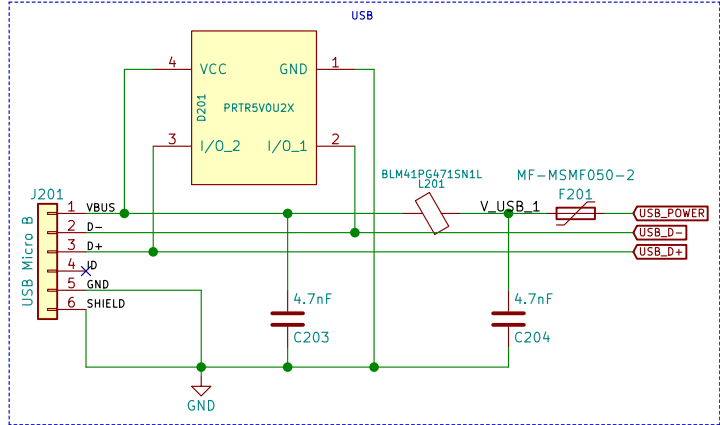 USB
4 VCC GND 1
D201
PRTR5V0U2X
3 I/O_2 I/O_1 2
BLM41PG471SN1L
L201
MF-MSMF050-2
F201
J201
USB Micro B
1 VBUS
2 D-
3 D+
4 ID
5 GND
6 SHIELD
V_USB_1
USB_POWER
USB_D-
USB_D+
4.7nF
C203
4.7nF
C204
GND